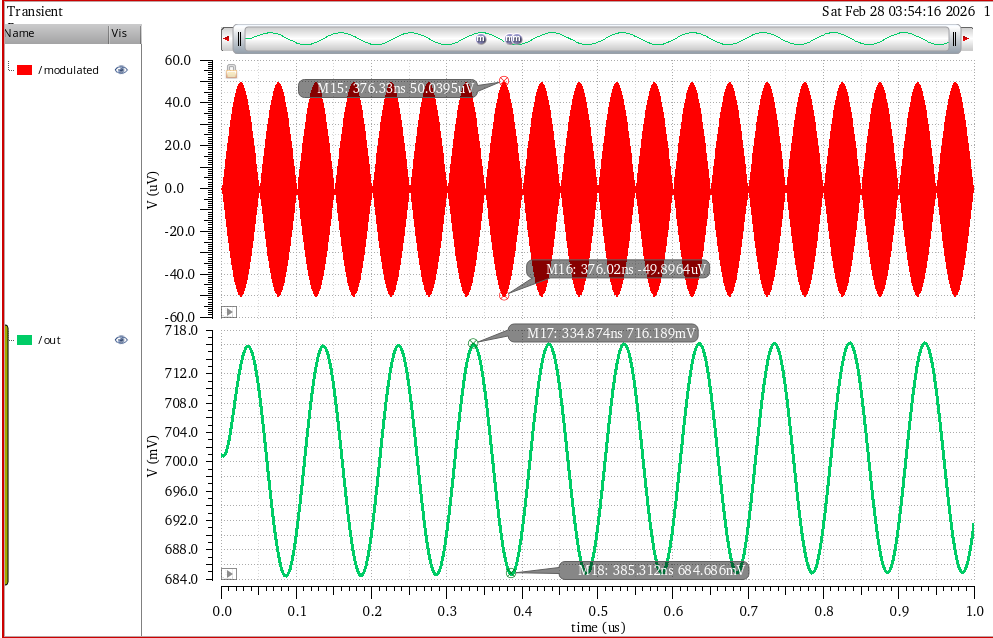 Transient
Sat Feb 28 03:54:16 2026 1
Name Vis
/modulated
/out
60.0
40.0
20.0
0.0
-20.0
-40.0
-60.0
V (uV)
M15: 376.33ns 50.0395uV
M16: 376.02ns -49.8964uV
718.0
712.0
708.0
704.0
700.0
696.0
692.0
688.0
684.0
V (mV)
M17: 334.874ns 716.189mV
M18: 385.312ns 684.686mV
0.0 0.1 0.2 0.3 0.4 0.5 0.6 0.7 0.8 0.9 1.0
time (us)